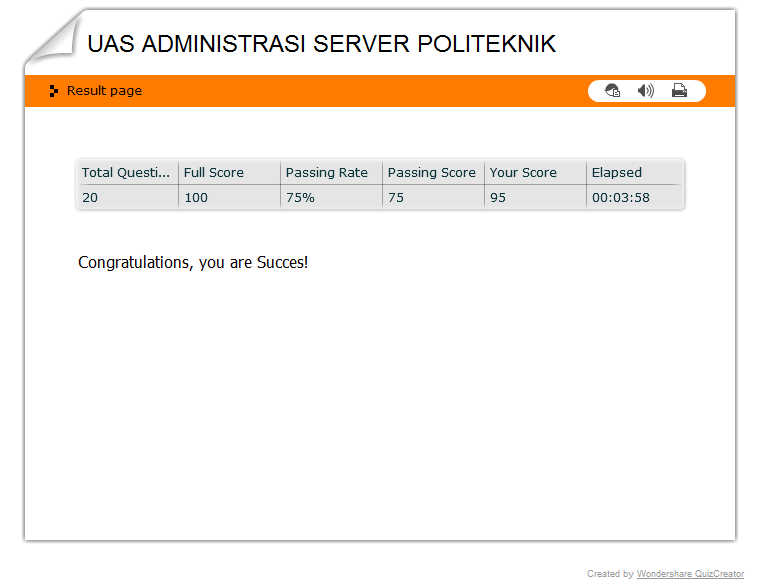 UAS ADMINISTRASI SERVER POLITEKNIK
Result page
Total Questi... Full Score Passing Rate Passing Score Your Score Elapsed
20 100 75% 75 95 00:03:58
Congratulations, you are Succes!
Created by Wondershare QuizCreator